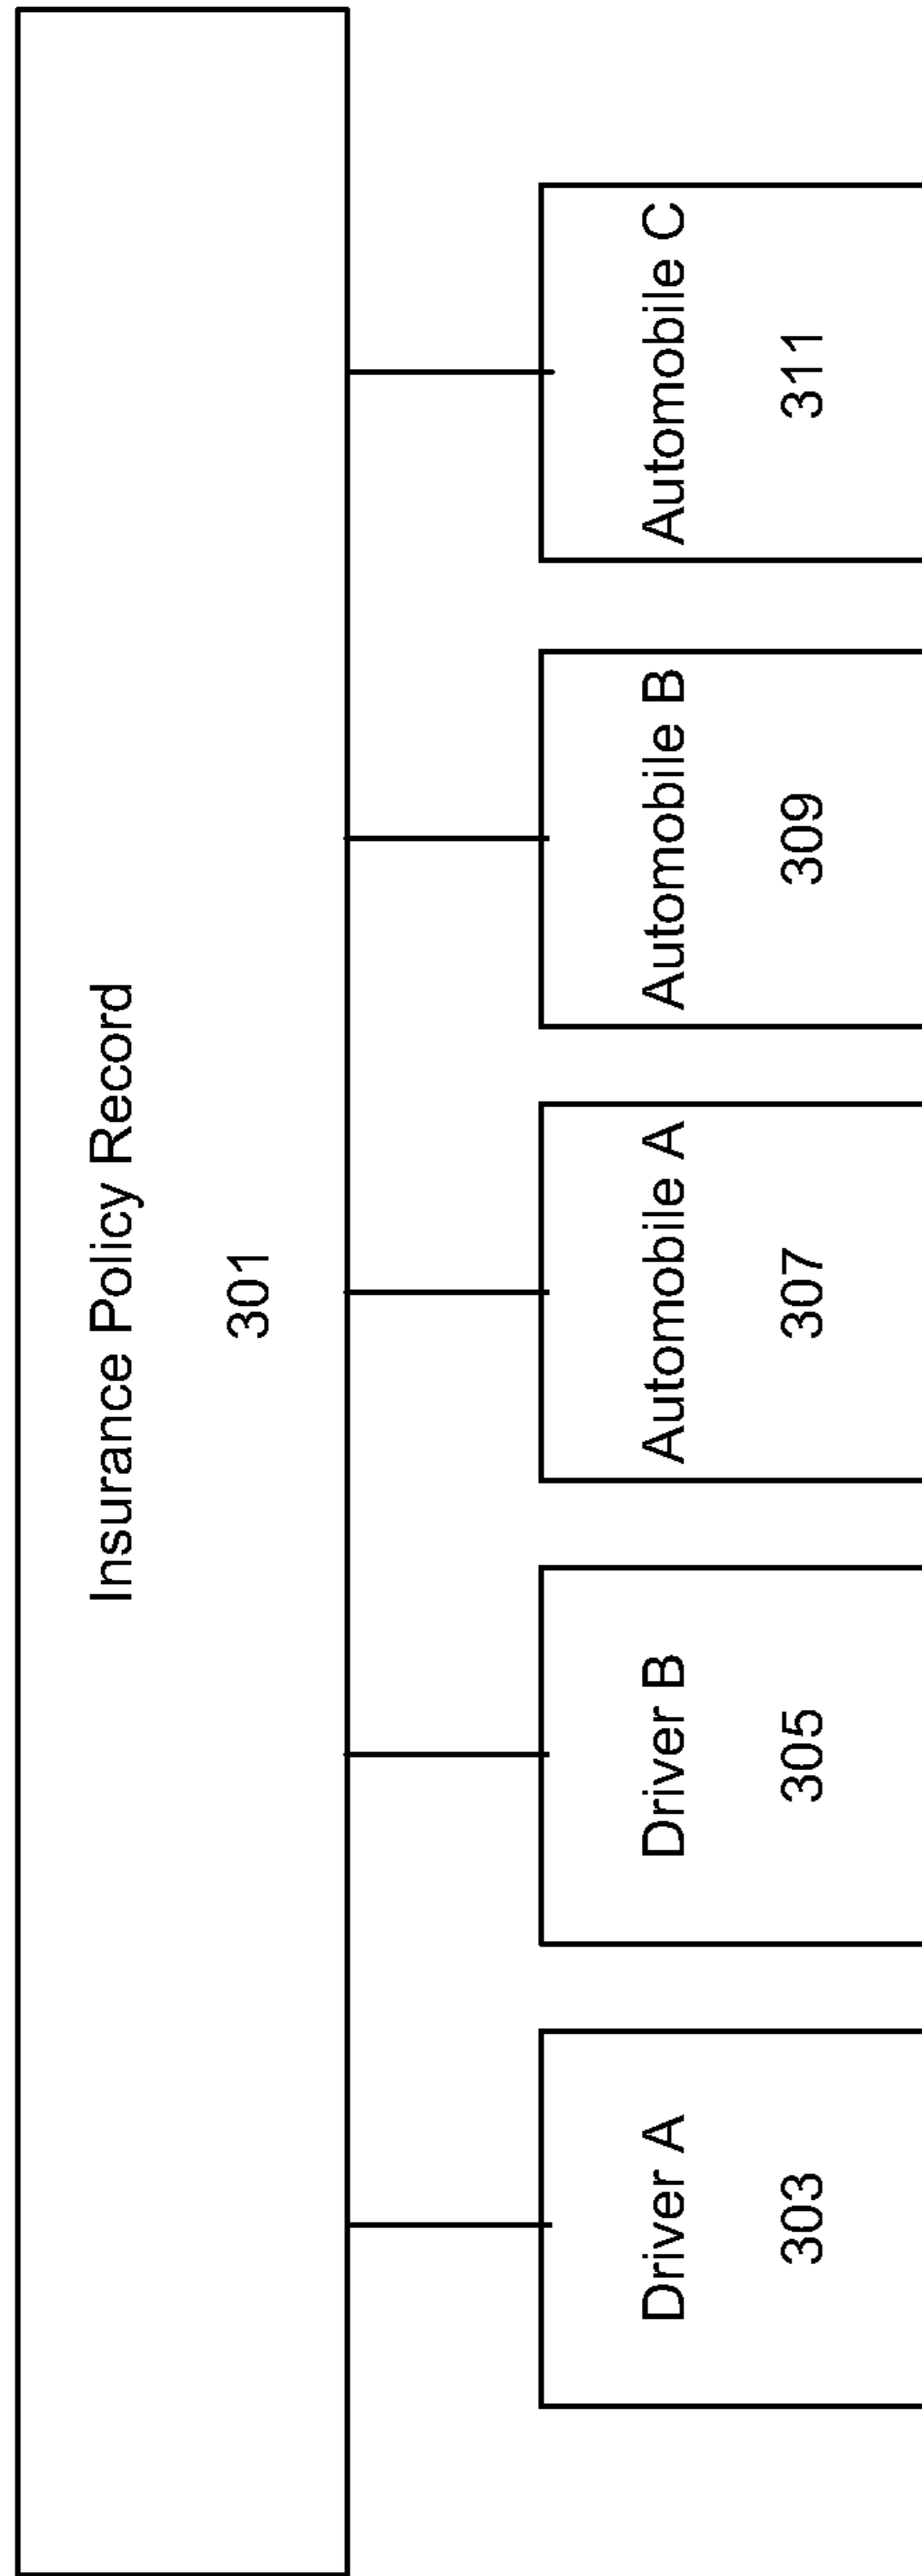 Insurance Policy Record
301
Driver A
303
Driver B
305
Automobile A
307
Automobile B
309
Automobile C
311